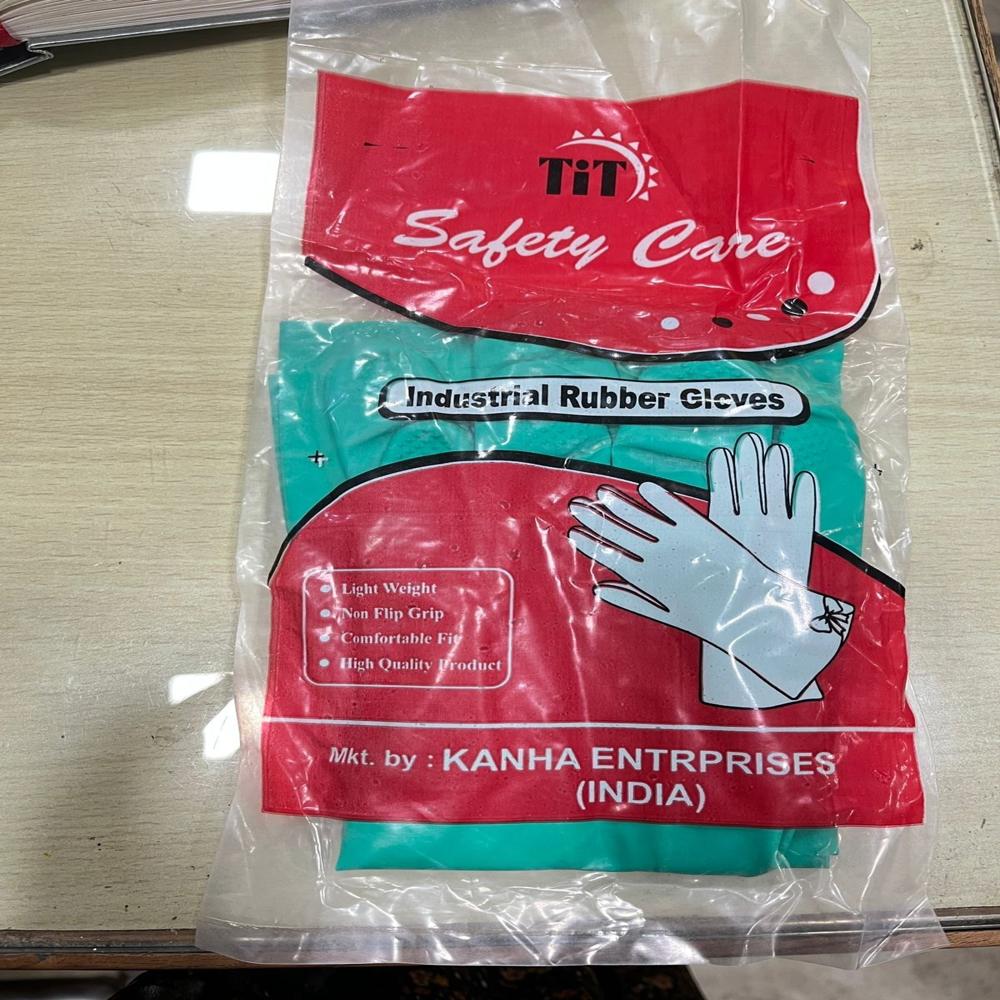 TiT
Safety Care
Industrial Rubber Gloves
Light Weight
Non Flip Grip
Comfortable Fit
High Quality Product
Mkt. by : KANHA ENTRPRISES
(INDIA)